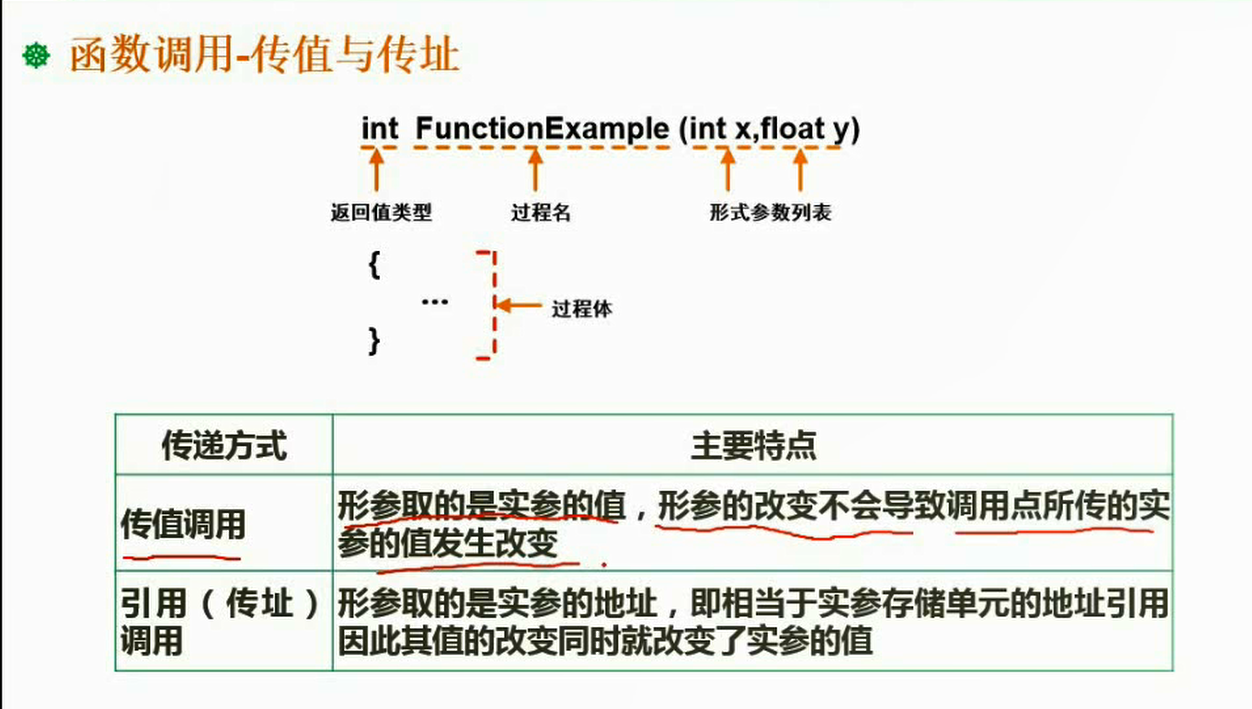 函数调用-传值与传址
int FunctionExample (int x,float y)
返回值类型 过程名 形式参数列表
{
...
过程体
}
传递方式 主要特点
传值调用 形参取的是实参的值，形参的改变不会导致调用点所传的实
参的值发生改变
引用（传址） 形参取的是实参的地址，即相当于实参存储单元的地址引用
调用 因此其值的改变同时就改变了实参的值